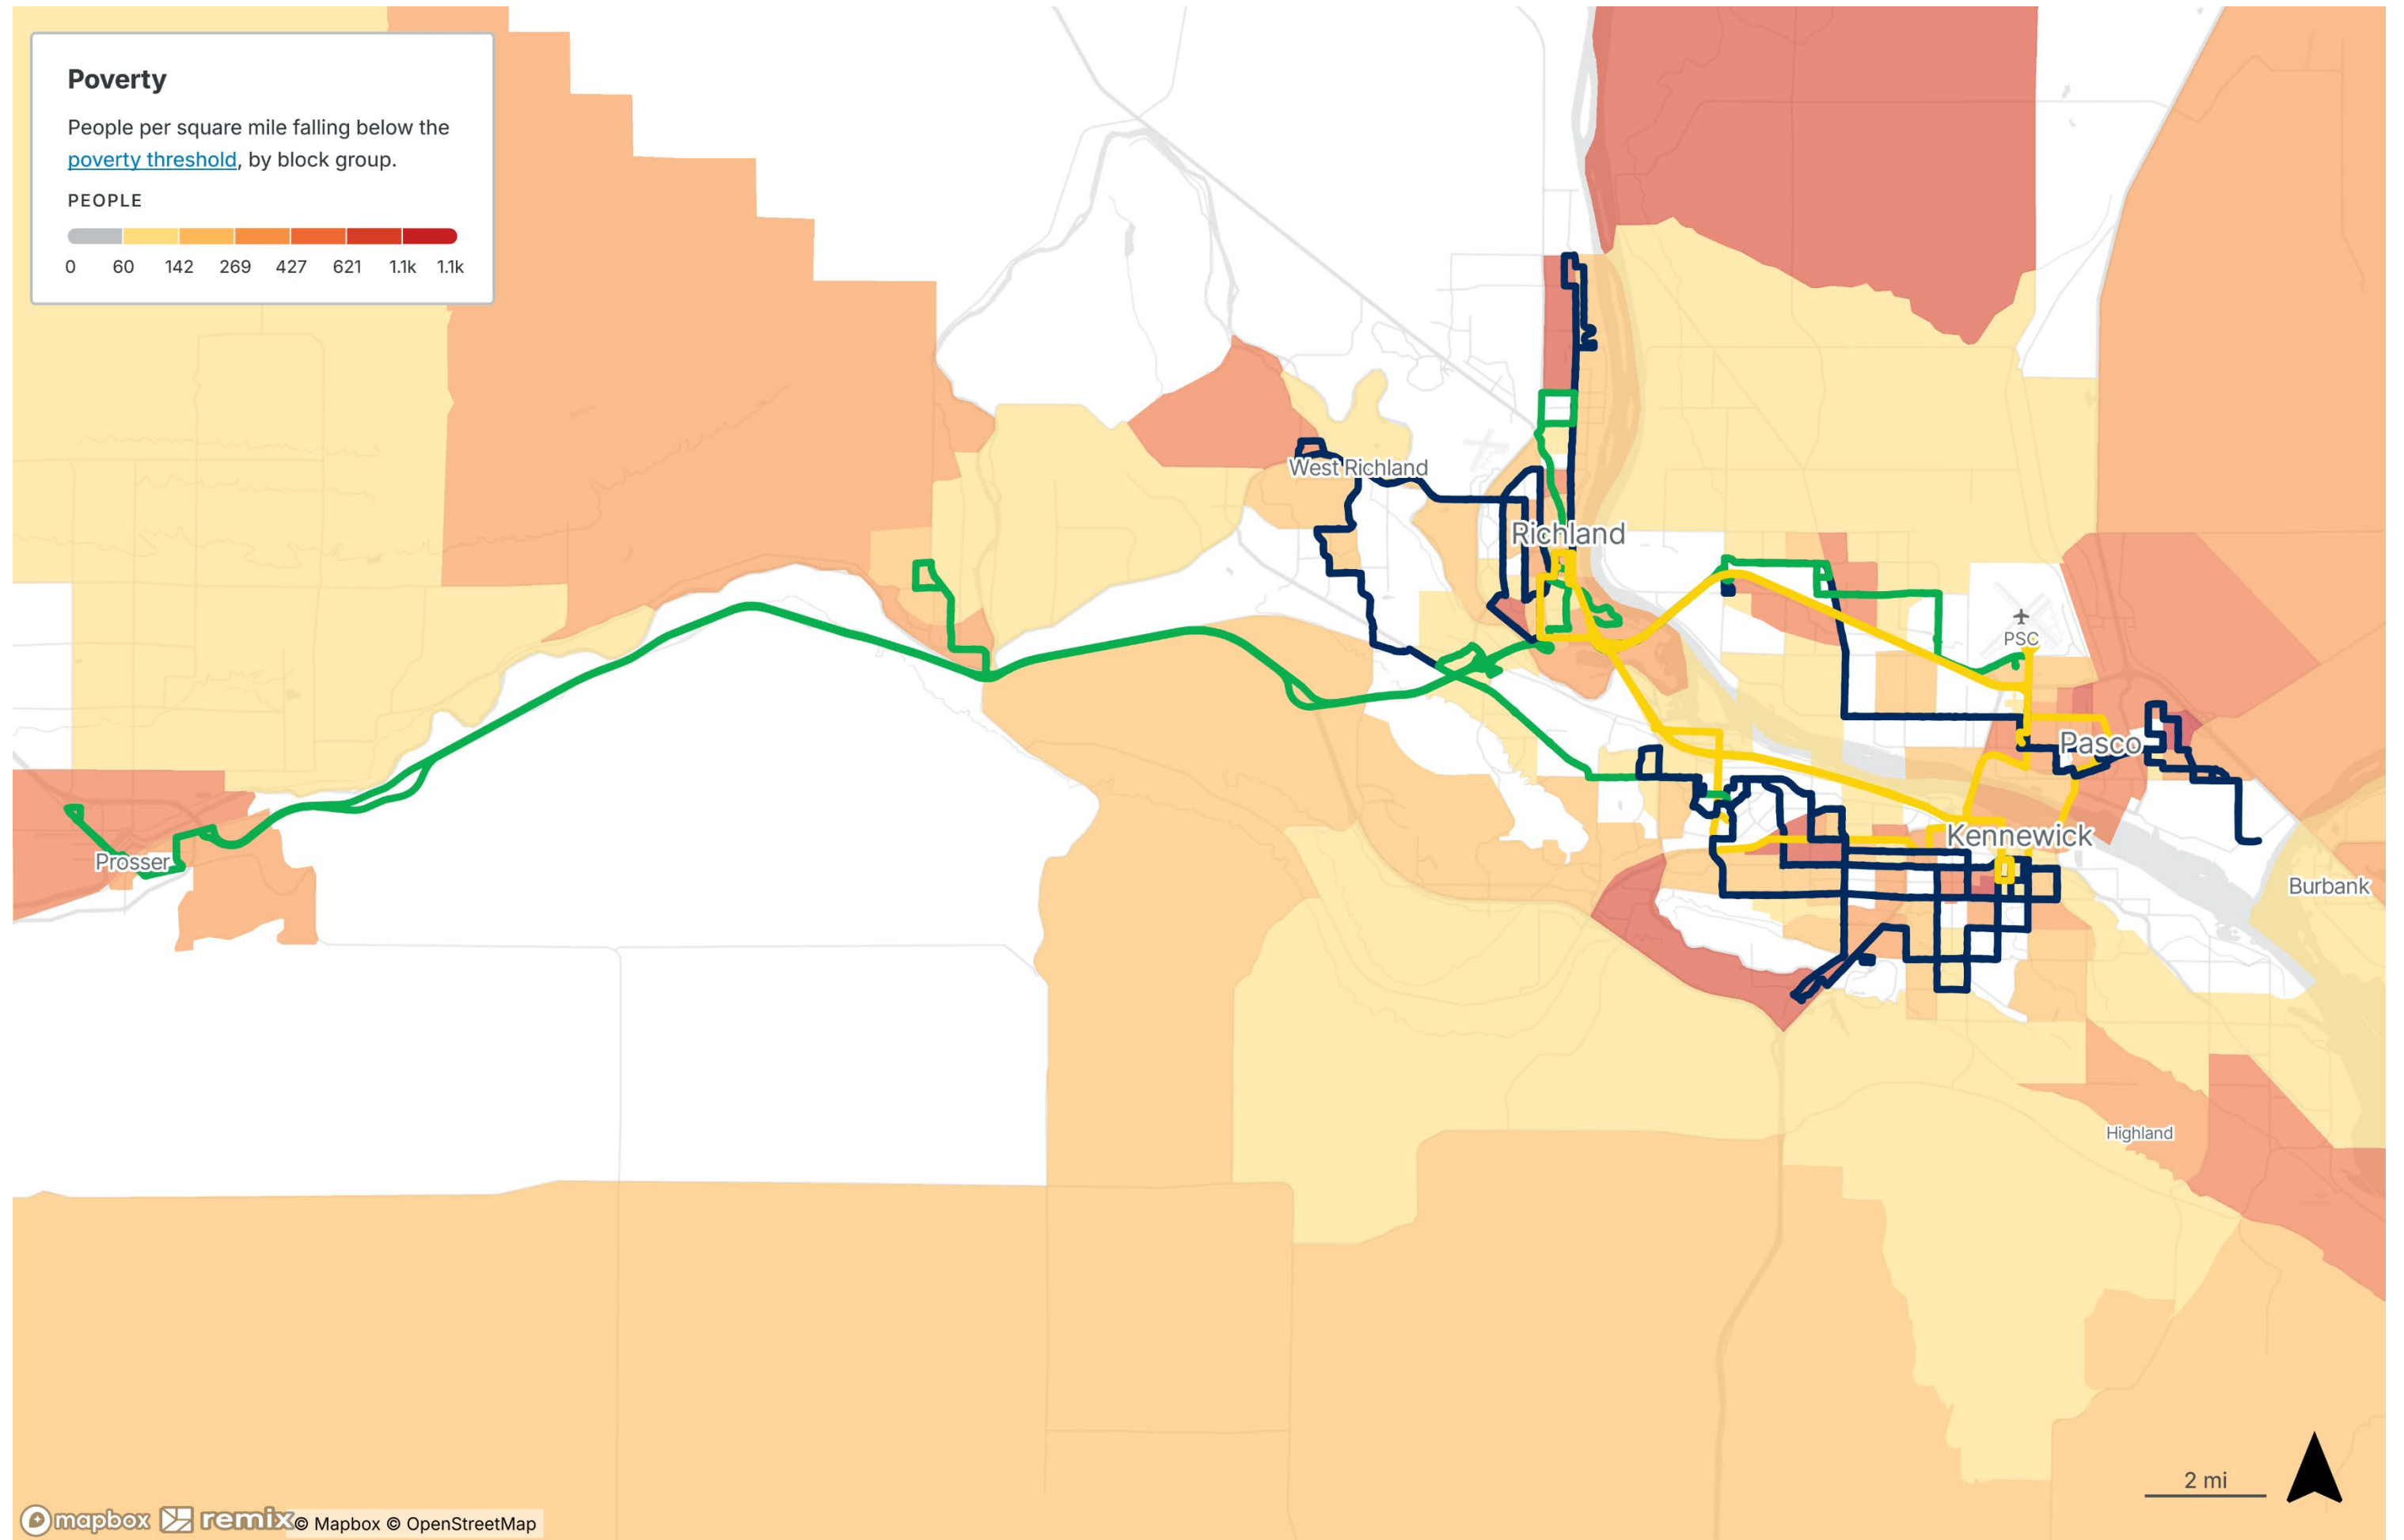 Poverty
People per square mile falling below the
poverty threshold, by block group.
PEOPLE
0 60 142 269 427 621 1.1k 1.1k
West Richland
Richland
PSC
Pasco
Kennewick
Prosser
Burbank
Highland
2 mi
mapbox remix © Mapbox © OpenStreetMap